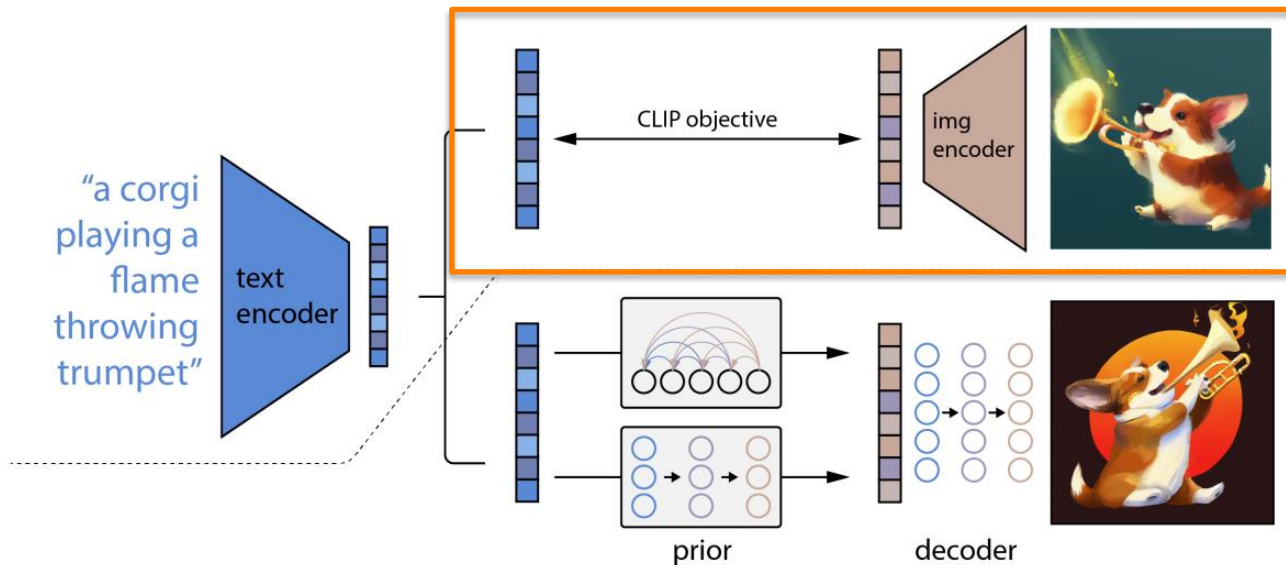 “a corgi
playing a
flame
throwing
trumpet”
text
encoder
CLIP objective
img
encoder
prior
decoder